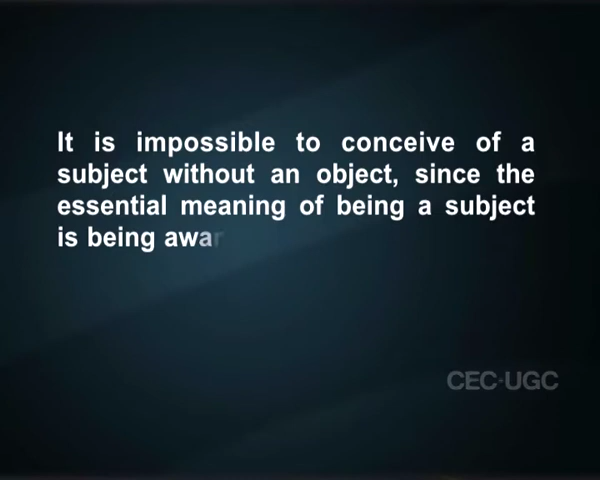 It is impossible to conceive of a
subject without an object, since the
essential meaning of being a subject
is being awar
CEC-UGC